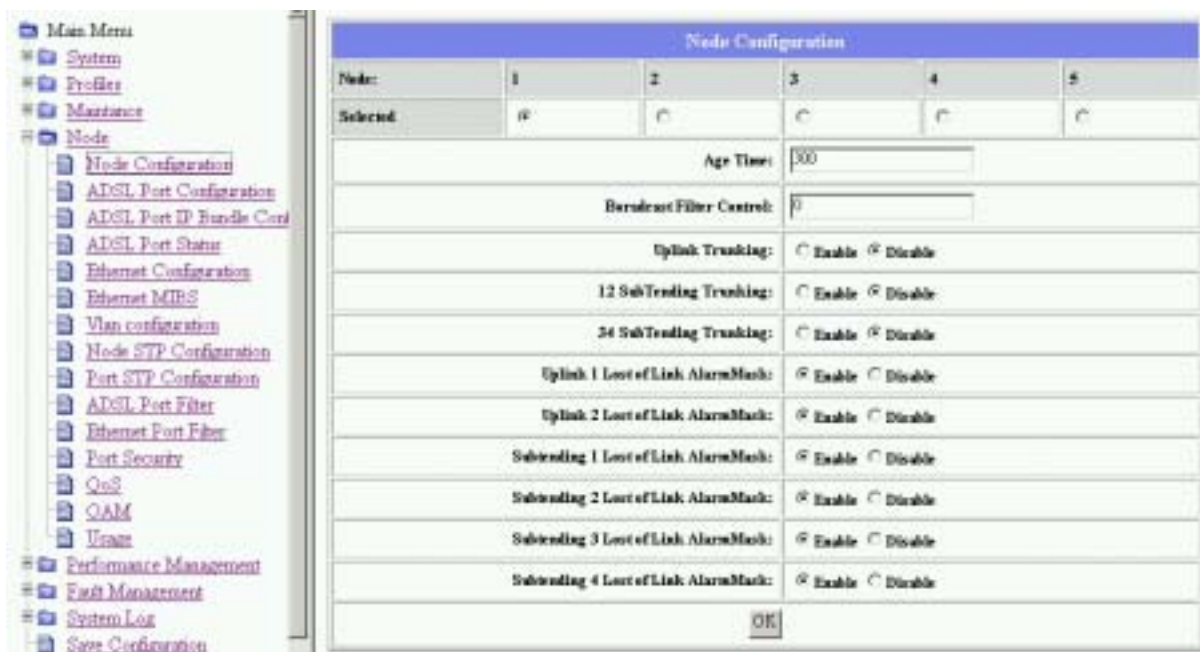 Main Menu
System
Profiles
Maintance
Node
Node Configuration
ADSL Port Configuration
ADSL Port IP Bundle Conf
ADSL Port Status
Ethernet Configuration
Ethernet MIBS
Vlan configuration
Node STP Configuration
Port STP Configuration
ADSL Port Filter
Ethernet Port Filter
Port Security
QoS
OAM
Usage
Performance Management
Fault Management
System Log
Save Configuration
Node Configuration
Node: 1 2 3 4 5
Selected
Age Time: 300
Filter Control: 0
Uplink Trunking: Enable Disable
12 SubTending Trunking: Enable Disable
34 SubTending Trunking: Enable Disable
Uplink 1 Lost of Link AlarmMask: Enable Disable
Uplink 2 Lost of Link AlarmMask: Enable Disable
Subtending 1 Lost of Link AlarmMask: Enable Disable
Subtending 2 Lost of Link AlarmMask: Enable Disable
Subtending 3 Lost of Link AlarmMask: Enable Disable
Subtending 4 Lost of Link AlarmMask: Enable Disable
OK